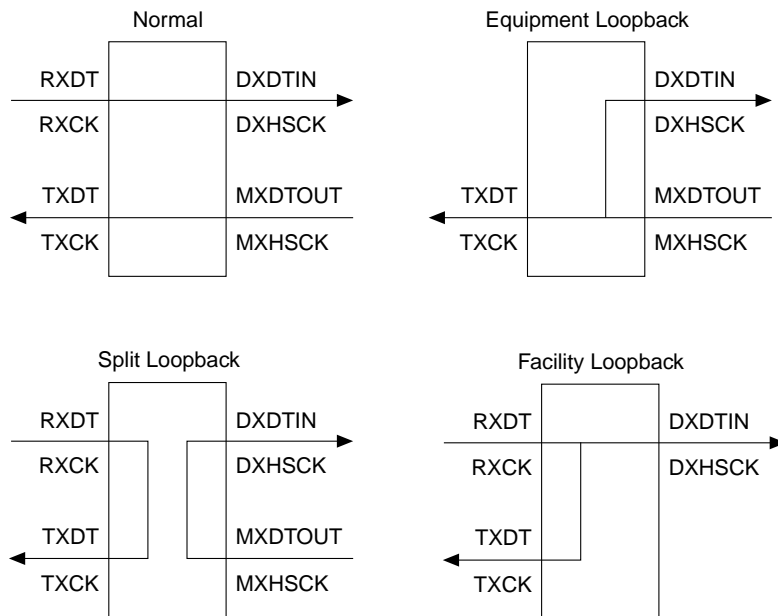 Normal
RXDT
DXDTIN
RXCK
DXHSCK
TXDT
MXDTOUT
TXCK
MXHSCK
Equipment Loopback
DXDTIN
DXHSCK
TXDT
MXDTOUT
TXCK
MXHSCK
Split Loopback
RXDT
DXDTIN
RXCK
DXHSCK
TXDT
MXDTOUT
TXCK
MXHSCK
Facility Loopback
RXDT
DXDTIN
RXCK
DXHSCK
TXDT
TXCK